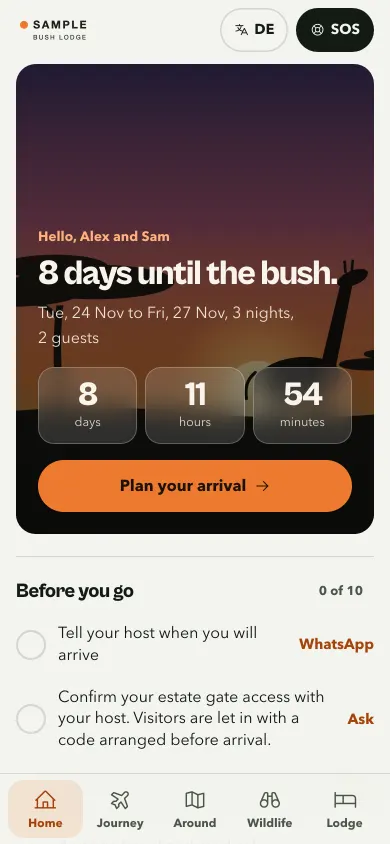 SAMPLE
BUSH LODGE
DE
SOS
Hello, Alex and Sam
8 days until the bush.
Tue, 24 Nov to Fri, 27 Nov, 3 nights,
2 guests
8
days
11
hours
54
minutes
Plan your arrival →
Before you go
0 of 10
Tell your host when you will
arrive
WhatsApp
Confirm your estate gate access with
your host. Visitors are let in with a
code arranged before arrival.
Ask
Home
Journey
Around
Wildlife
Lodge